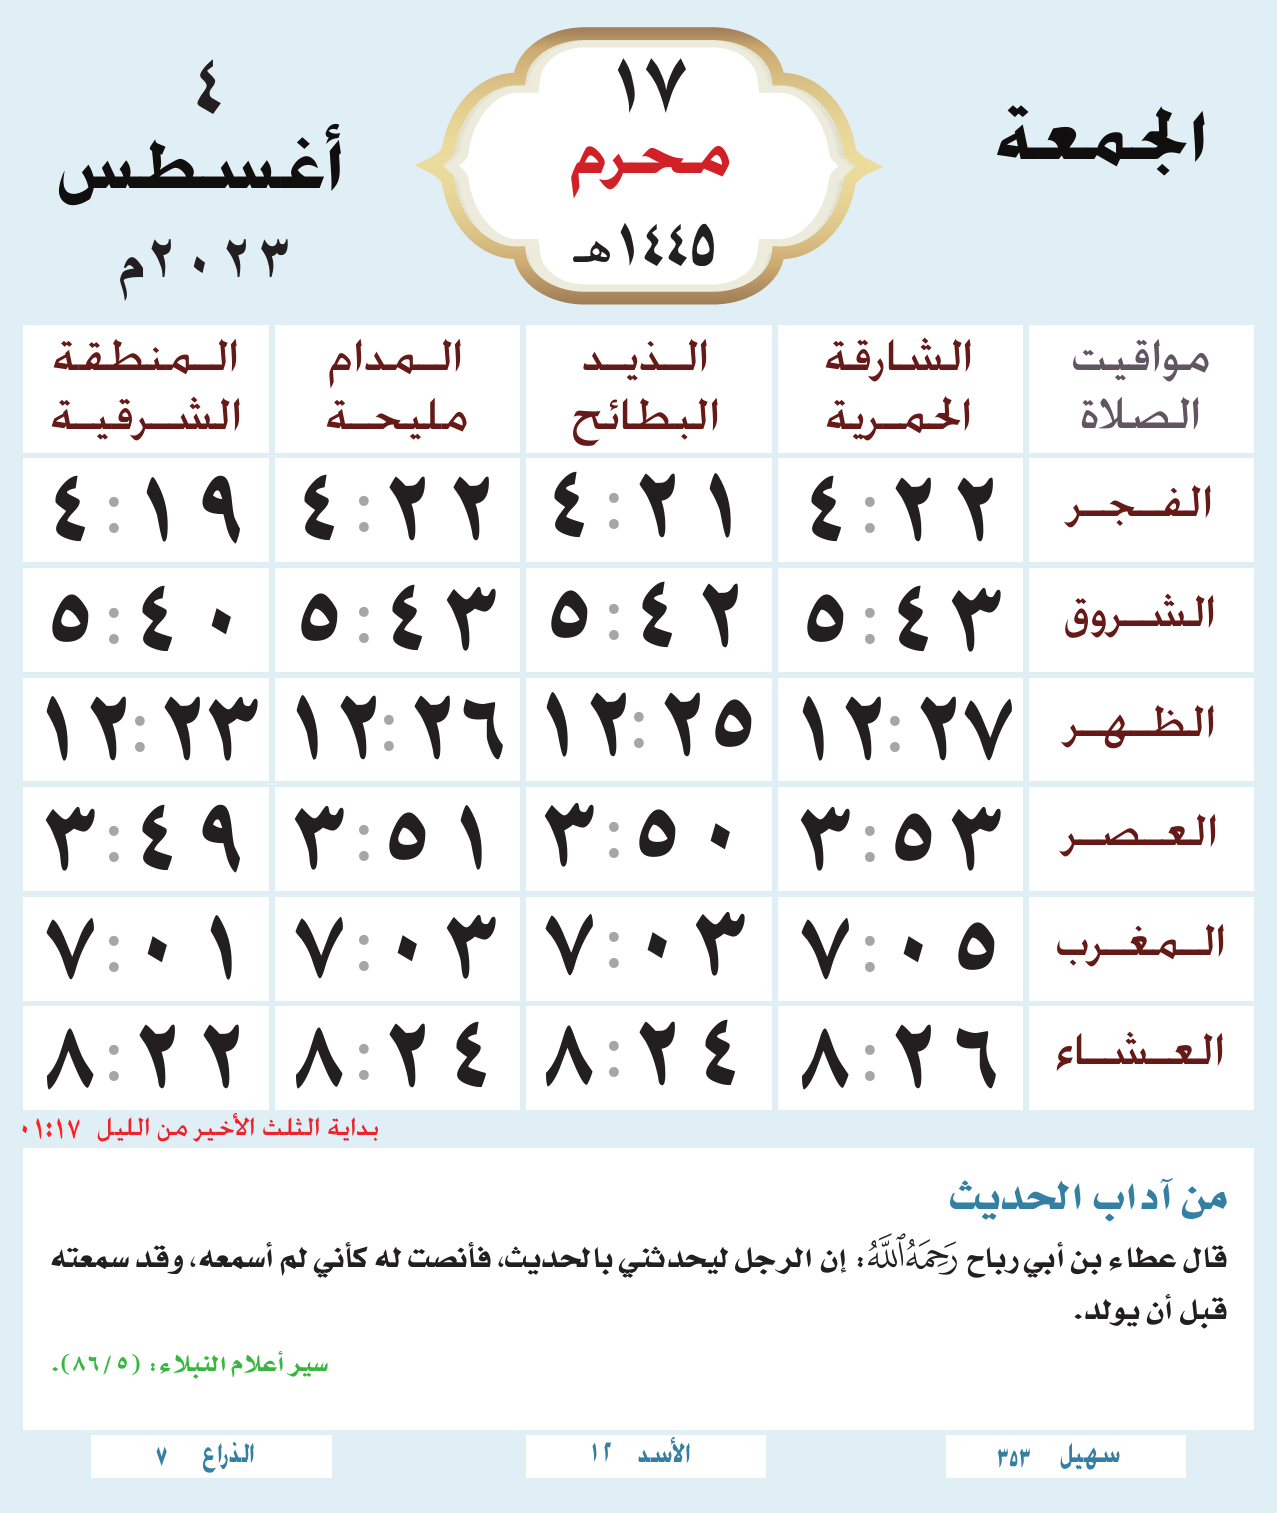 الجمعة
١٧
محرم
١٤٤٥هـ
٤
أغسطس
٢٠٢٣م
مواقيت الصلاة
الشارقة الحمرية
الذيد البطائح
المدام مليحة
المنطقة الشرقية
الفجر ٤:٢٢ ٤:٢١ ٤:٢٢ ٤:١٩
الشروق ٥:٤٣ ٥:٤٢ ٥:٤٣ ٥:٤٠
الظهر ١٢:٢٧ ١٢:٢٥ ١٢:٢٦ ١٢:٢٣
العصر ٣:٥٣ ٣:٥٠ ٣:٥١ ٣:٤٩
المغرب ٧:٠٥ ٧:٠٣ ٧:٠٣ ٧:٠١
العشاء ٨:٢٦ ٨:٢٤ ٨:٢٤ ٨:٢٢
بداية الثلث الأخير من الليل ٠١:١٧
من آداب الحديث
قال عطاء بن أبي رباح رَحِمَهُ ٱللَّهُ: إن الرجل ليحدثني بالحديث، فأنصت له كأني لم أسمعه، وقد سمعته
قبل أن يولد.
سير أعلام النبلاء: (٨٦/٥).
سهيل ٣٥٣
الأسد ١٢
الذراع ٧